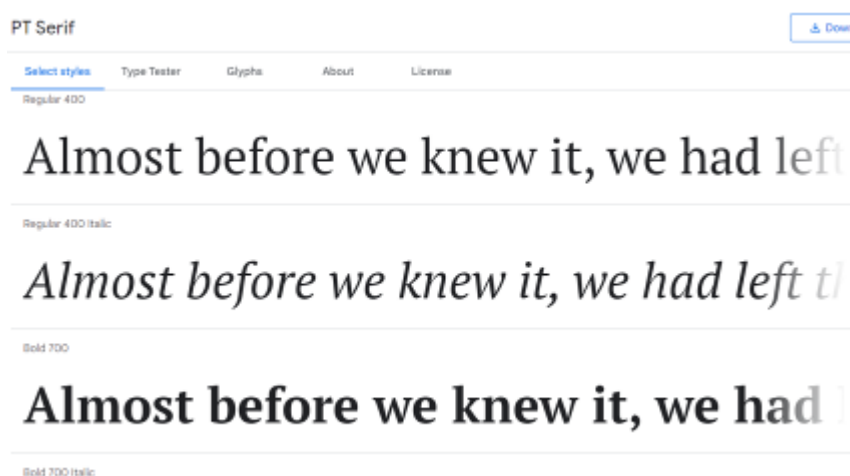 PT Serif
Select styles Type Tester Glyphs About License
Regular 400
Almost before we knew it, we had left
Regular 400 Italic
Almost before we knew it, we had left
Bold 700
Almost before we knew it, we had
Bold 700 Italic